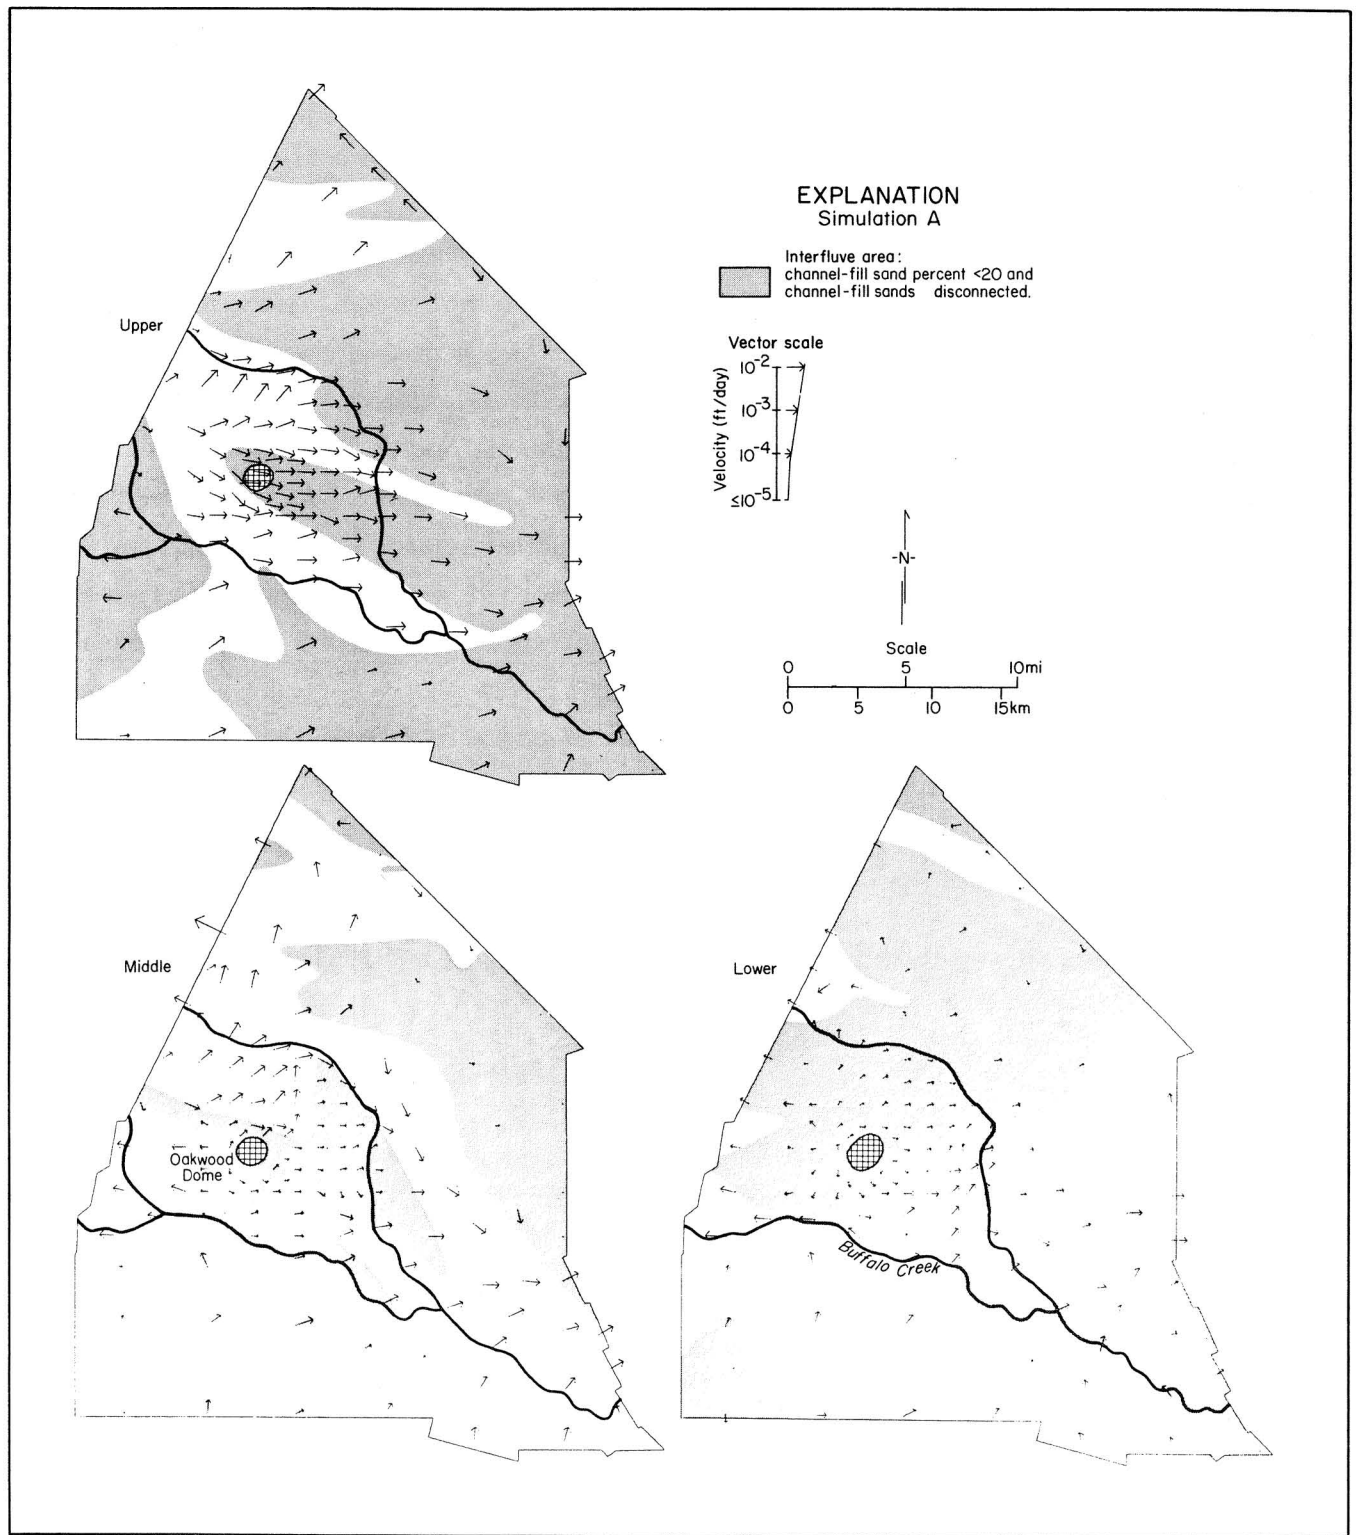 EXPLANATION
Simulation A
Interfluve area:
channel-fill sand percent <20 and
channel-fill sands disconnected.
Upper
Vector scale
Velocity (ft/day)
10-2
10-3
10-4
≤10-5
-N-
Scale
0 5 10mi
0 5 10 15km
Middle
Oakwood
Dome
Lower
Buffalo Creek